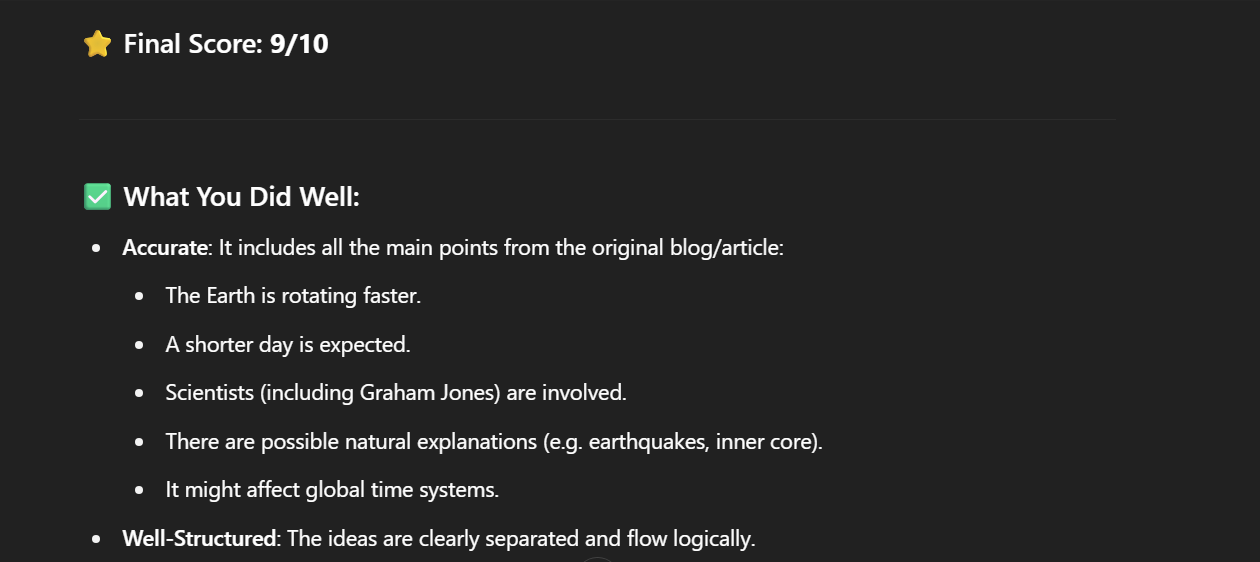 ⭐ Final Score: 9/10
✅ What You Did Well:
• Accurate: It includes all the main points from the original blog/article:
• The Earth is rotating faster.
• A shorter day is expected.
• Scientists (including Graham Jones) are involved.
• There are possible natural explanations (e.g. earthquakes, inner core).
• It might affect global time systems.
• Well-Structured: The ideas are clearly separated and flow logically.